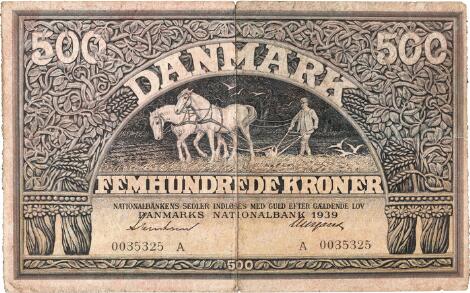 500 500
DANMARK
FEMHUNDREDE KRONER
NATIONALBANKENS SEDLER INDLØSES MED GULD EFTER GÆLDENDE LOV
DANMARKS NATIONALBANK 1939
0035325 A A 0035325
500